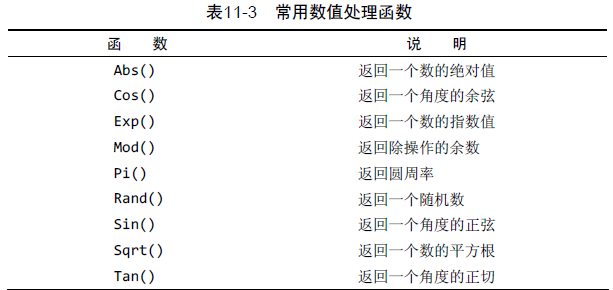 表11-3 常用数值处理函数
函 数 说 明
Abs() 返回一个数的绝对值
Cos() 返回一个角度的余弦
Exp() 返回一个数的指数值
Mod() 返回除操作的余数
Pi() 返回圆周率
Rand() 返回一个随机数
Sin() 返回一个角度的正弦
Sqrt() 返回一个数的平方根
Tan() 返回一个角度的正切